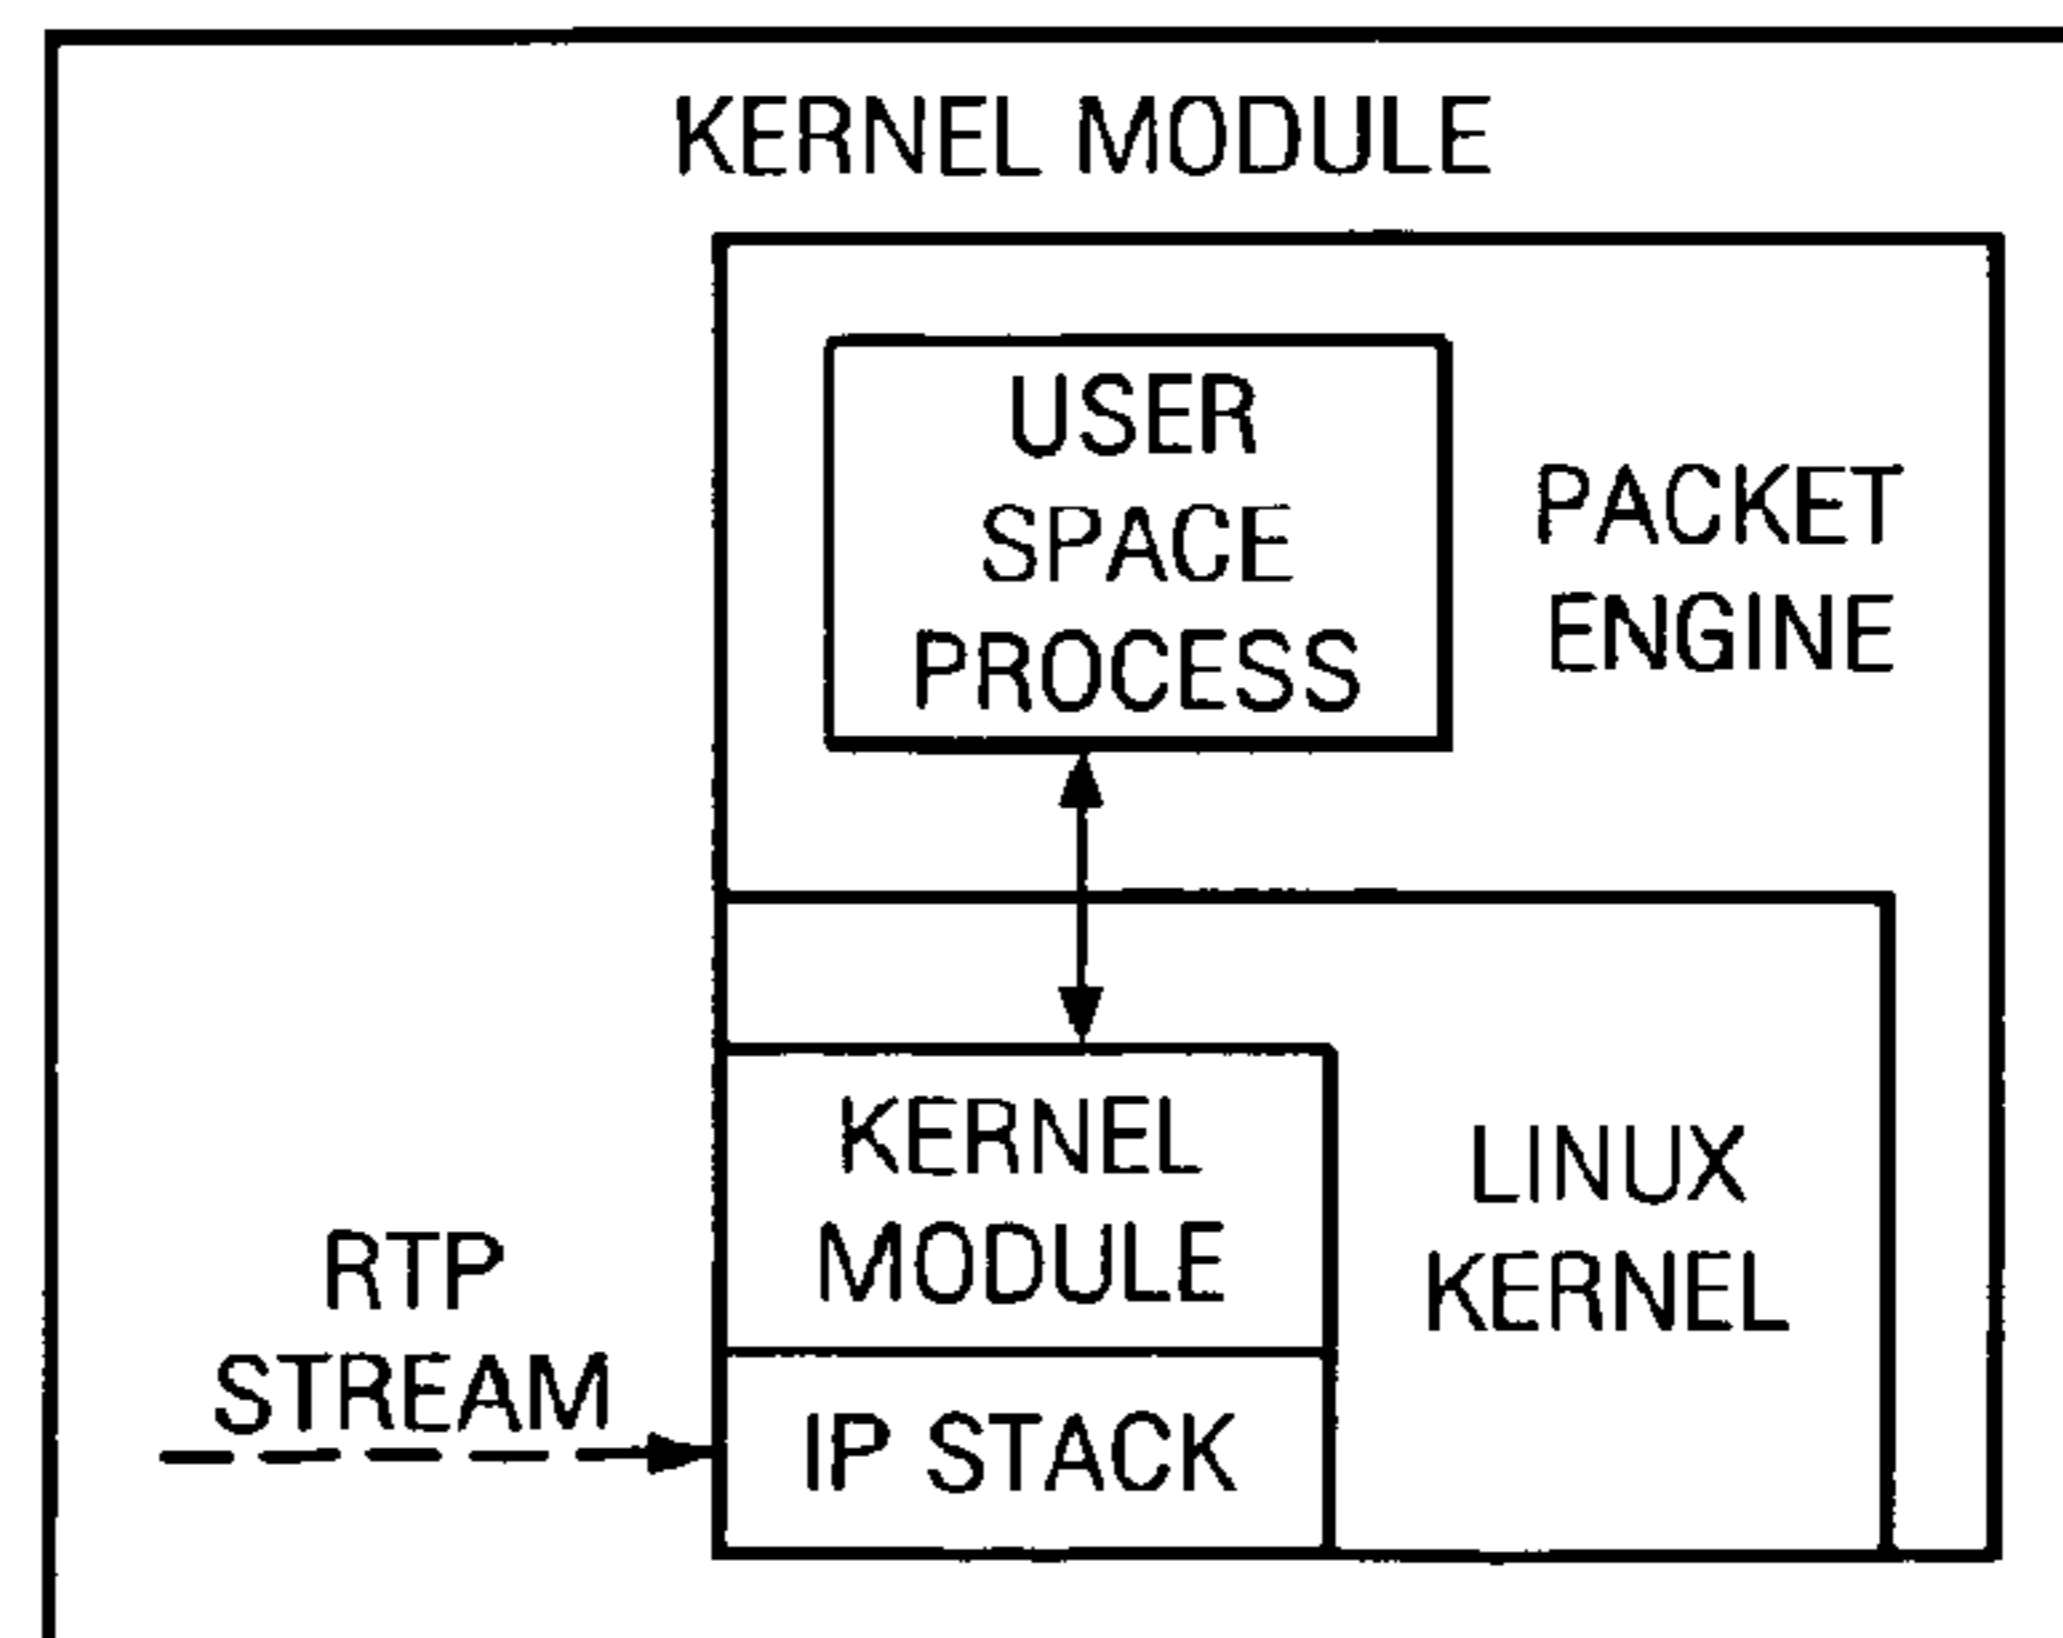 KERNEL MODULE
USER
SPACE
PROCESS
PACKET
ENGINE
KERNEL
MODULE
LINUX
KERNEL
RTP
STREAM
IP STACK